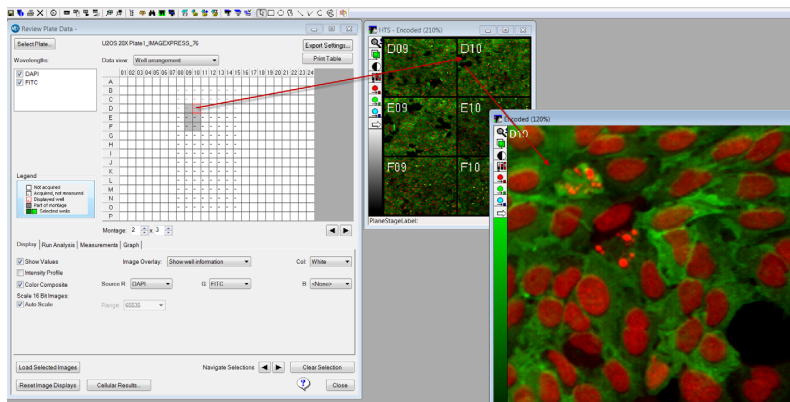 Review Plate Data -
Select Plate...
U2OS 20X Plate1_IMAGEXPRESS_76
Export Settings...
Wavelengths:
Data view: Well arrangement
Print Table
DAPI
FITC
01 02 03 04 05 06 07 08 09 10 11 12 13 14 15 16 17 18 19 20 21 22 23 24
A
B
C
D
E
F
G
H
I
J
K
L
M
N
O
P
Legend
Not acquired
Acquired, not measured
Displayed well
Part of montage
Selected wells
Montage: 2 x 3
Display Run Analysis Measurements Graph
Show Values
Image Overlay: Show well information
Col: White
Intensity Profile
Color Composite
Source R: DAPI
G: FITC
B: <None>
Scale 16 Bit Images:
Auto Scale
Range: 65535
Load Selected Images
Navigate Selections
Clear Selection
Reset Image Displays
Cellular Results...
Close
HTS - Encoded (210%)
D09 D10
E09 E10
F09 F10
PlaneStageLabel:
Encoded (120%)
D10